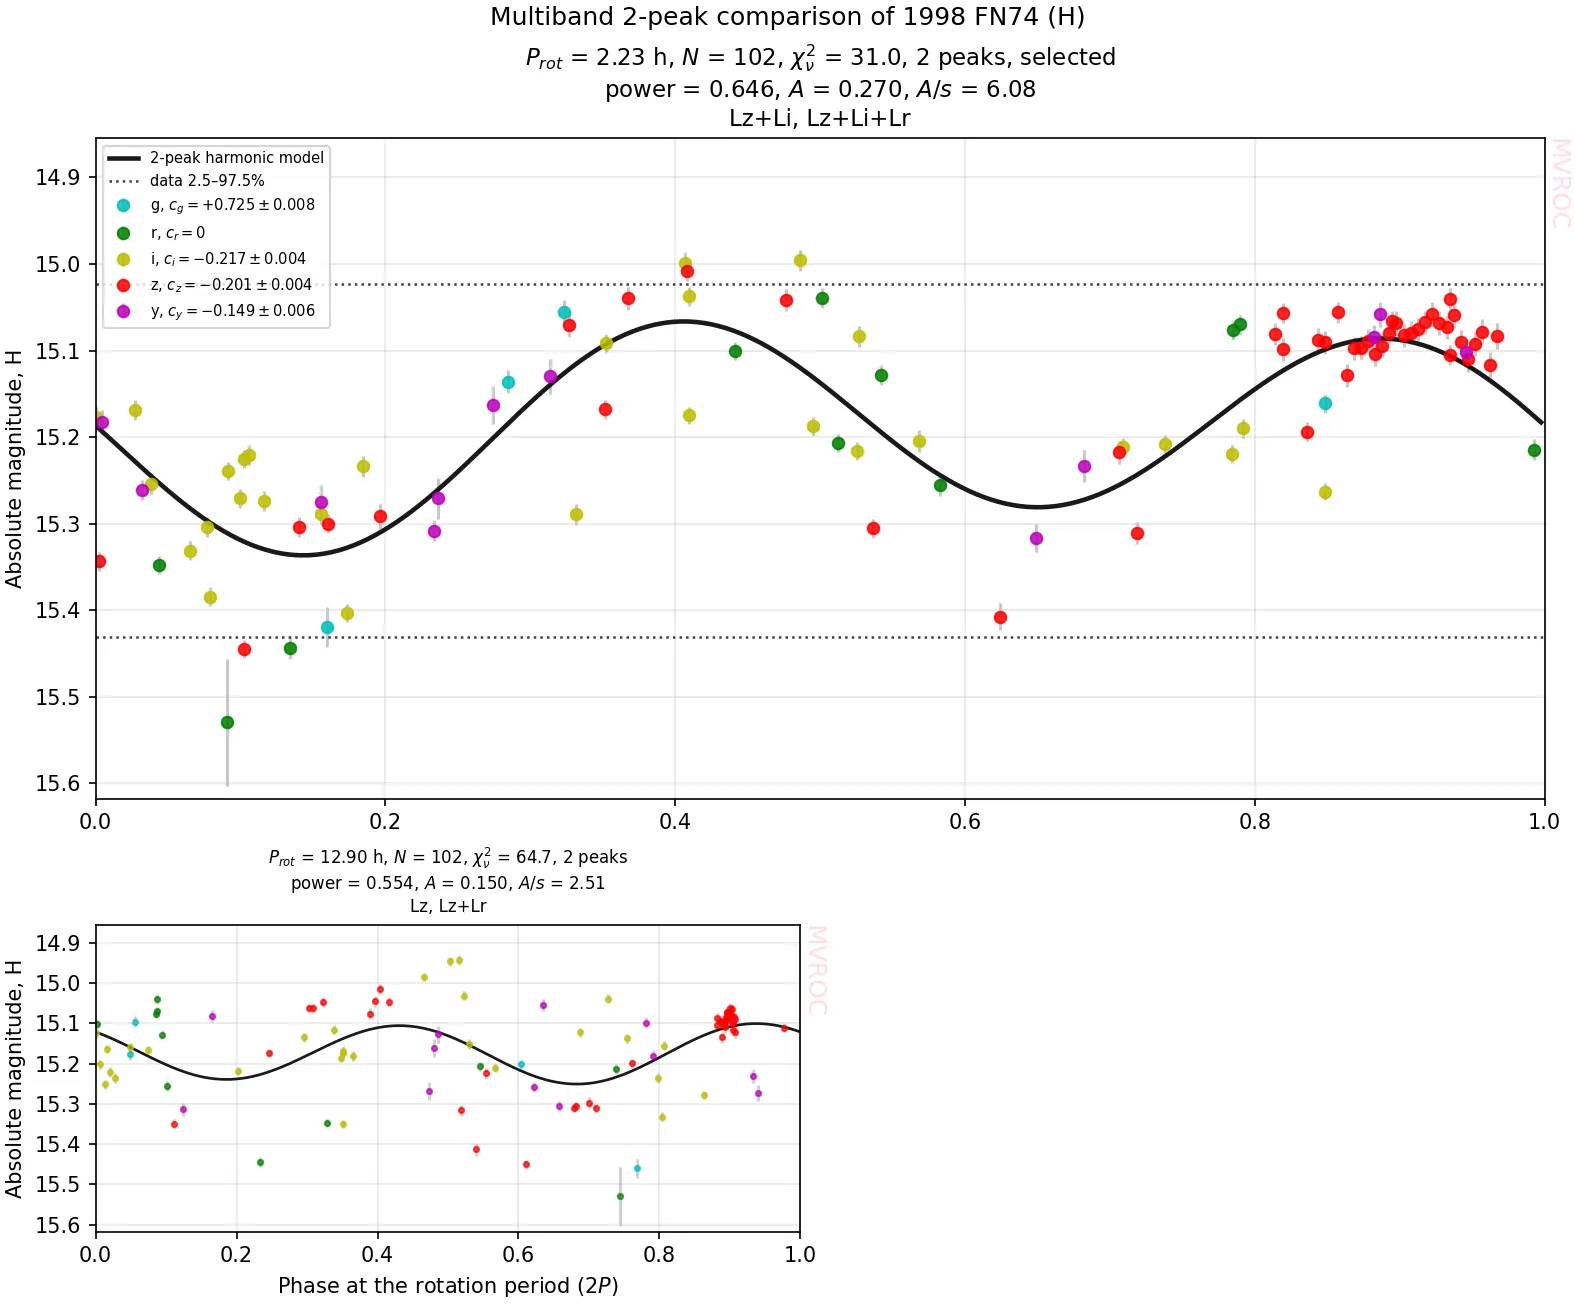 Multiband 2-peak comparison of 1998 FN74 (H)
P_rot = 2.23 h, N = 102, χ²_ν = 31.0, 2 peaks, selected
power = 0.646, A = 0.270, A/s = 6.08
Lz+Li, Lz+Li+Lr
2-peak harmonic model
data 2.5–97.5%
g, c_g = +0.725 ± 0.008
r, c_r = 0
i, c_i = −0.217 ± 0.004
z, c_z = −0.201 ± 0.004
y, c_y = −0.149 ± 0.006
Absolute magnitude, H
14.9
15.0
15.1
15.2
15.3
15.4
15.5
15.6
0.0 0.2 0.4 0.6 0.8 1.0
MVROC
P_rot = 12.90 h, N = 102, χ²_ν = 64.7, 2 peaks
power = 0.554, A = 0.150, A/s = 2.51
Lz, Lz+Lr
Absolute magnitude, H
14.9
15.0
15.1
15.2
15.3
15.4
15.5
15.6
0.0 0.2 0.4 0.6 0.8 1.0
Phase at the rotation period (2P)
MVROC